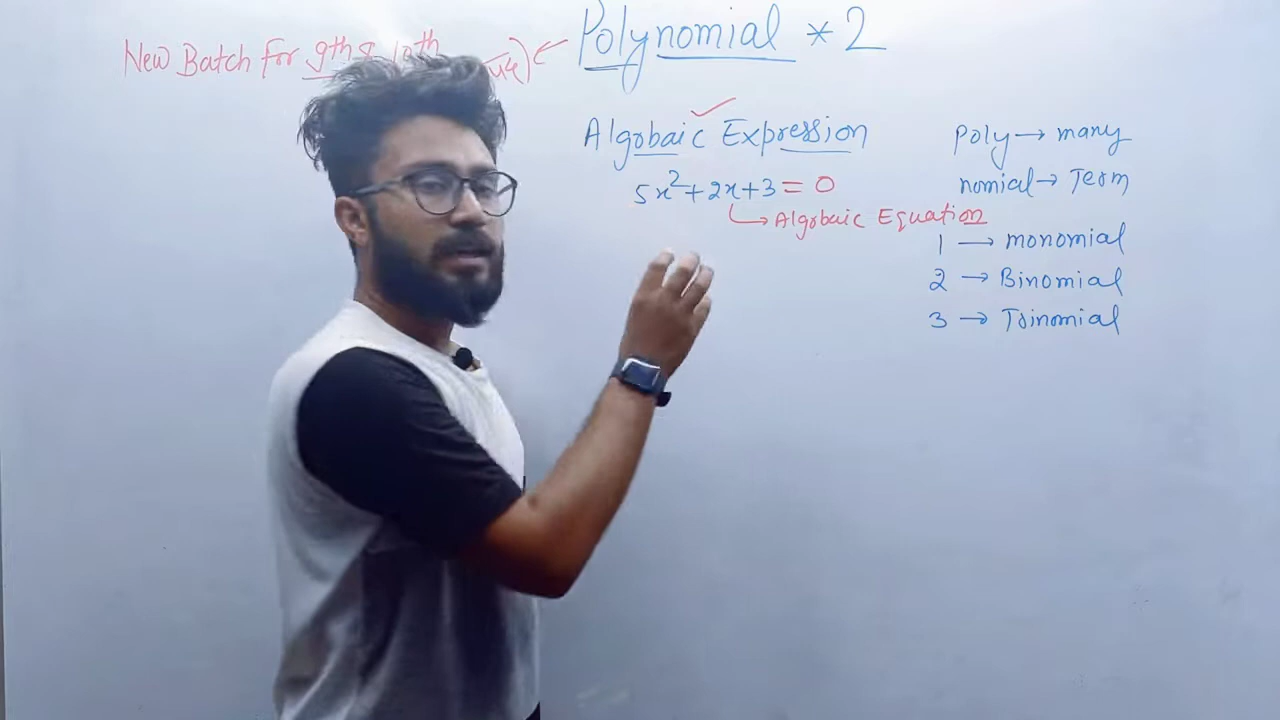 Polynomial * 2
New Batch For 9th & 10th
Algobaic Expression
5x²+2x+3 = 0
Algobaic Equation
Poly → many
nomial → Term
1 → monomial
2 → Binomial
3 → Trinomial